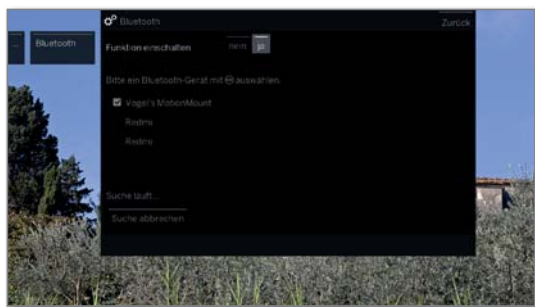 Bluetooth
Zurück
... Bluetooth
Funktion einschalten nein ja
Bitte ein Bluetooth-Gerät mit OK auswählen.
Vogel's MotionMount
Redmi
Redmi
Suche läuft...
Suche abbrechen